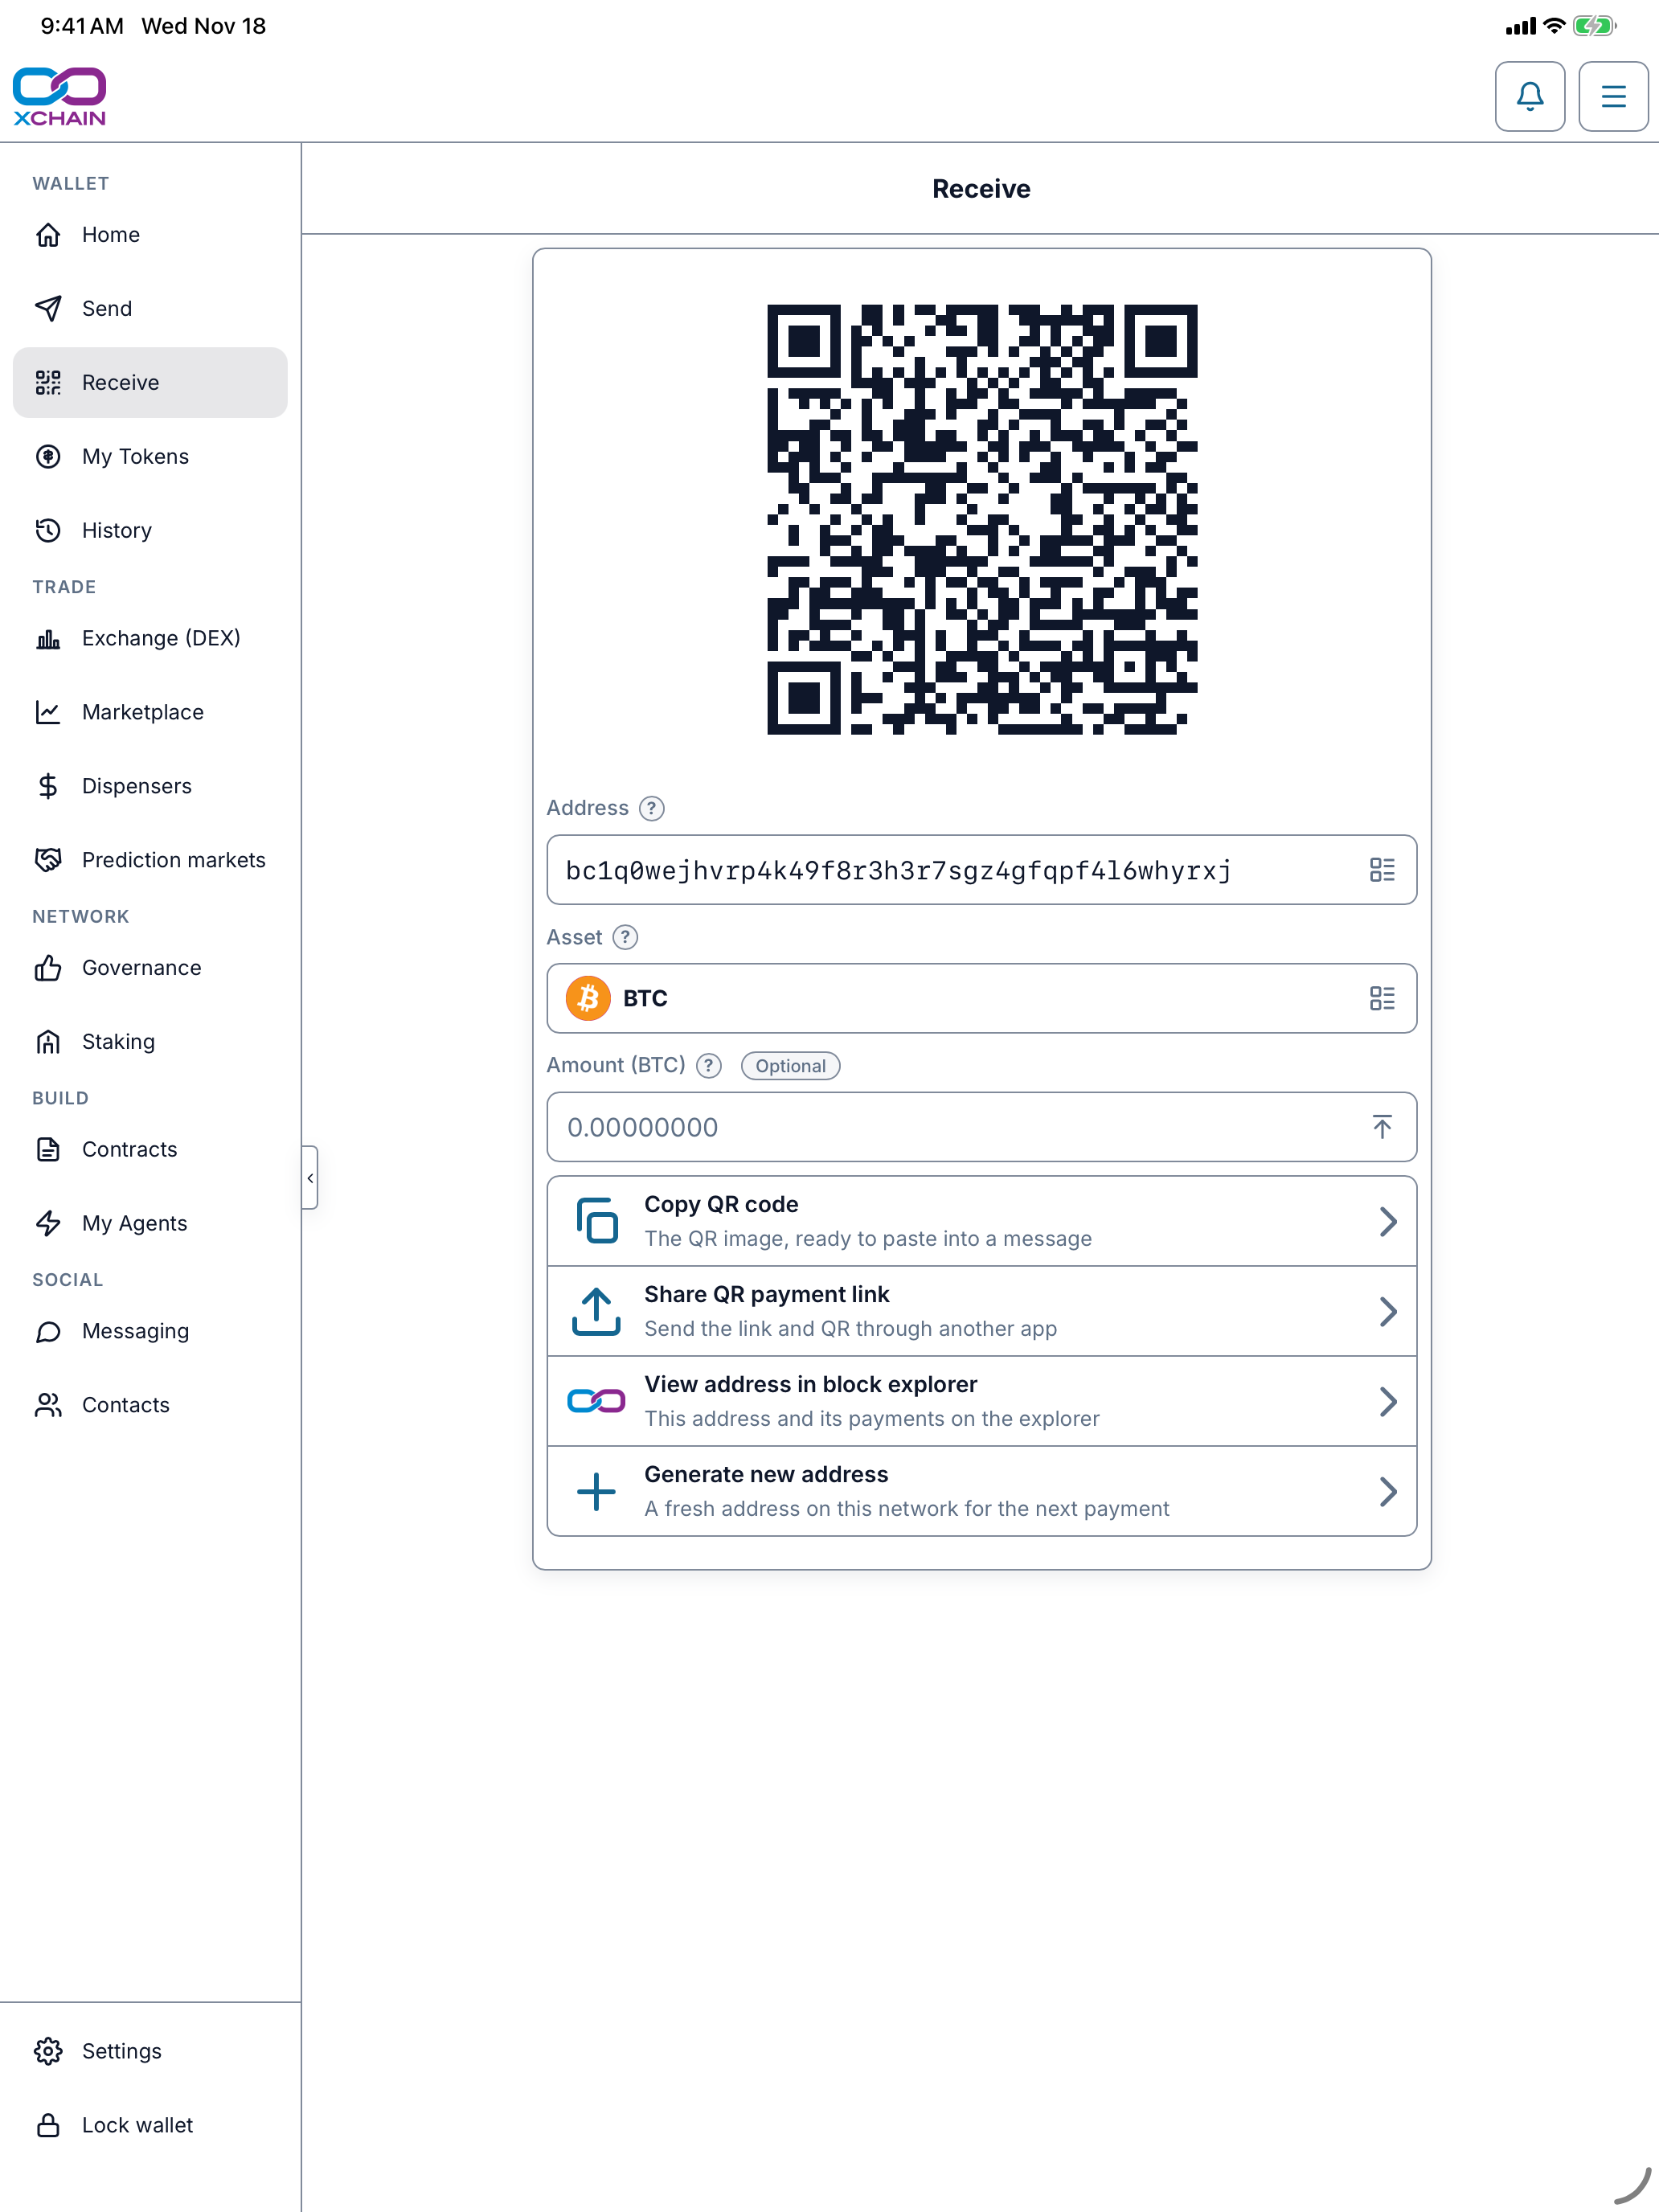 9:41 AM Wed Nov 18
XCHAIN
WALLET
Home
Send
Receive
My Tokens
History
TRADE
Exchange (DEX)
Marketplace
Dispensers
Prediction markets
NETWORK
Governance
Staking
BUILD
Contracts
My Agents
SOCIAL
Messaging
Contacts
Settings
Lock wallet
Receive
Address ?
bc1q0wejhvrp4k49f8r3h3r7sgz4gfqpf4l6whyrxj
Asset ?
BTC
Amount (BTC) ? Optional
0.00000000
Copy QR code
The QR image, ready to paste into a message
Share QR payment link
Send the link and QR through another app
View address in block explorer
This address and its payments on the explorer
Generate new address
A fresh address on this network for the next payment